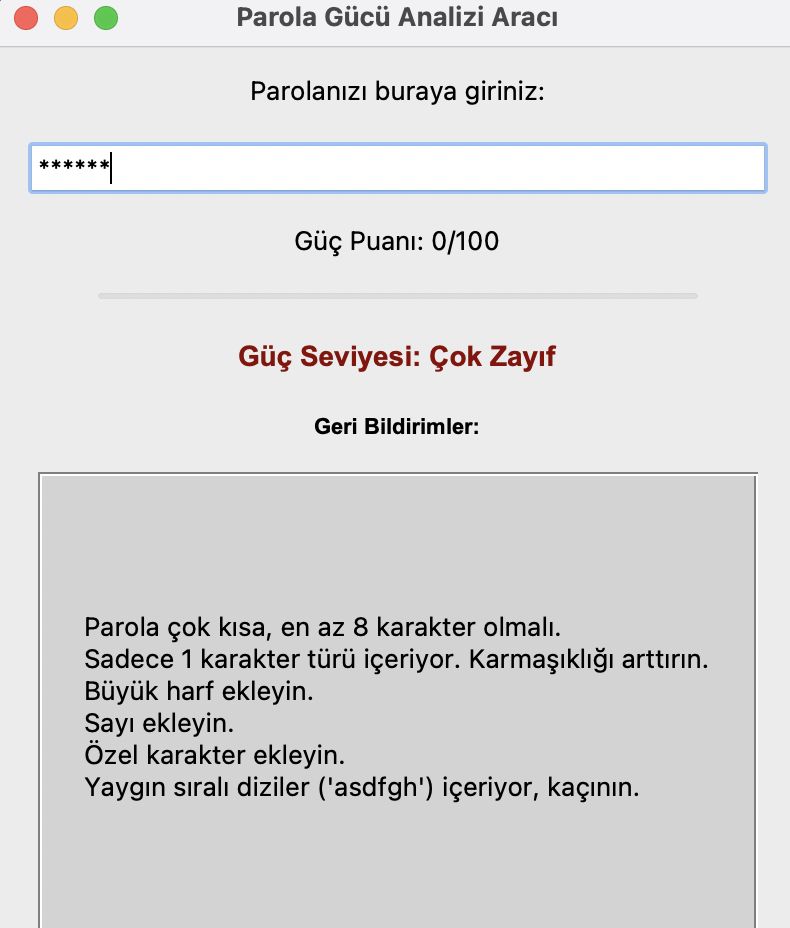 Parola Gücü Analizi Aracı
Parolanızı buraya giriniz:
******
Güç Puanı: 0/100
Güç Seviyesi: Çok Zayıf
Geri Bildirimler:
Parola çok kısa, en az 8 karakter olmalı.
Sadece 1 karakter türü içeriyor. Karmaşıklığı arttırın.
Büyük harf ekleyin.
Sayı ekleyin.
Özel karakter ekleyin.
Yaygın sıralı diziler ('asdfgh') içeriyor, kaçının.